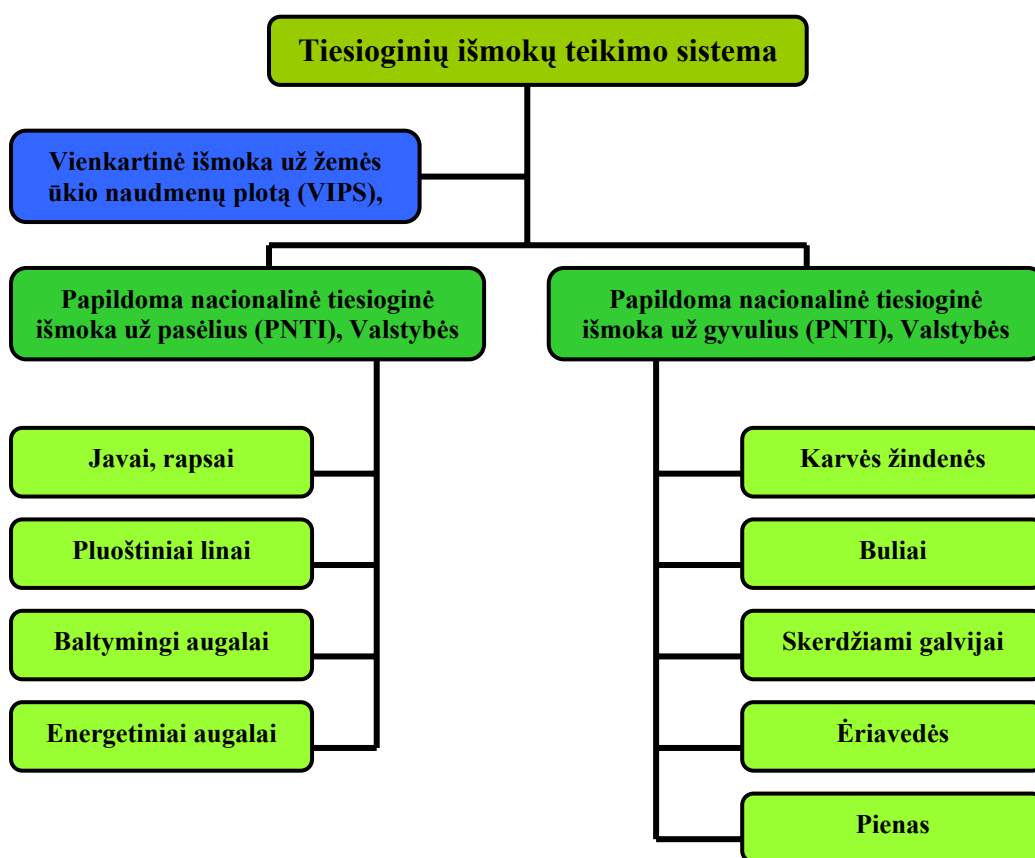 Tiesioginių išmokų teikimo sistema
Vienkartinė išmoka už žemės
ūkio naudmenų plotą (VIPS),
Papildoma nacionalinė tiesioginė
išmoka už pasėlius (PNTI), Valstybės
Papildoma nacionalinė tiesioginė
išmoka už gyvulius (PNTI), Valstybės
Javai, rapsai
Pluoštiniai linai
Baltymingi augalai
Energetiniai augalai
Karvės žindenės
Buliai
Skerdžiami galvijai
Ėriavedės
Pienas